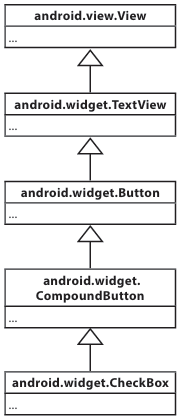 android.view.View
...
android.widget.TextView
...
android.widget.Button
...
android.widget.
CompoundButton
...
android.widget.CheckBox
...